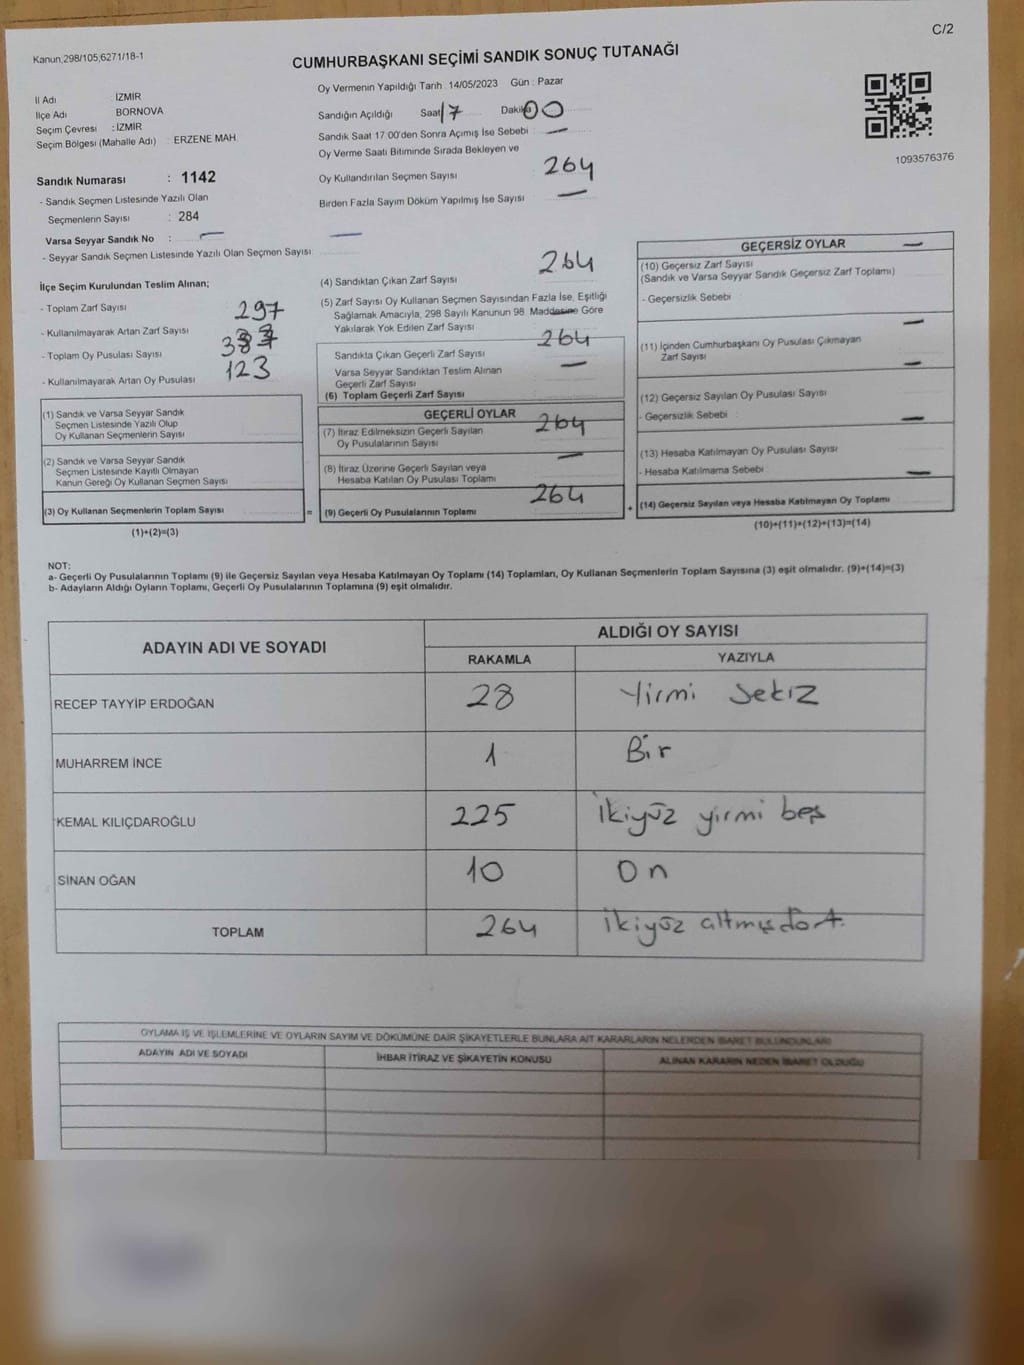 C/2
Kanun,298/105,6271/18-1
CUMHURBAŞKANI SEÇİMİ SANDIK SONUÇ TUTANAĞI
İl Adı İZMİR
İlçe Adı BORNOVA
Seçim Çevresi : İZMİR
Seçim Bölgesi (Mahalle Adı) : ERZENE MAH.
Sandık Numarası : 1142
- Sandık Seçmen Listesinde Yazılı Olan
Seçmenlerin Sayısı : 284
Varsa Seyyar Sandık No : —
- Seyyar Sandık Seçmen Listesinde Yazılı Olan Seçmen Sayısı: —
İlçe Seçim Kurulundan Teslim Alınan;
- Toplam Zarf Sayısı 297
- Kullanılmayarak Artan Zarf Sayısı
- Toplam Oy Pusulası Sayısı
- Kullanılmayarak Artan Oy Pusulası 123
(1) Sandık ve Varsa Seyyar Sandık
Seçmen Listesinde Yazılı Olup
Oy Kullanan Seçmenlerin Sayısı
(2) Sandık ve Varsa Seyyar Sandık
Seçmen Listesinde Kayıtlı Olmayan
Kanun Gereği Oy Kullanan Seçmen Sayısı
(3) Oy Kullanan Seçmenlerin Toplam Sayısı
(1)+(2)=(3)
Oy Vermenin Yapıldığı Tarih : 14/05/2023 Gün : Pazar
Sandığın Açıldığı Saat 17 Dakika 00
Sandık Saat 17:00'den Sonra Açımış İse Sebebi —
Oy Verme Saati Bitiminde Sırada Bekleyen ve
Oy Kullandırılan Seçmen Sayısı 264
Birden Fazla Sayım Döküm Yapılmış İse Sayısı —
(4) Sandıktan Çıkan Zarf Sayısı 264
(5) Zarf Sayısı Oy Kullanan Seçmen Sayısından Fazla İse, Eşitliği
Sağlamak Amacıyla, 298 Sayılı Kanunun 98. Maddesine Göre
Yakılarak Yok Edilen Zarf Sayısı —
Sandıkta Çıkan Geçerli Zarf Sayısı 264
Varsa Seyyar Sandıktan Teslim Alınan
Geçerli Zarf Sayısı —
(6) Toplam Geçerli Zarf Sayısı
GEÇERLİ OYLAR
(7) İtiraz Edilmeksizin Geçerli Sayılan
Oy Pusulalarının Sayısı 264
(8) İtiraz Üzerine Geçerli Sayılan veya
Hesaba Katılan Oy Pusulası Toplamı —
= (9) Geçerli Oy Pusulalarının Toplamı 264
1093576376
GEÇERSİZ OYLAR —
(10) Geçersiz Zarf Sayısı
(Sandık ve Varsa Seyyar Sandık Geçersiz Zarf Toplamı)
- Geçersizlik Sebebi
(11) İçinden Cumhurbaşkanı Oy Pusulası Çıkmayan —
Zarf Sayısı —
(12) Geçersiz Sayılan Oy Pusulası Sayısı
- Geçersizlik Sebebi : —
(13) Hesaba Katılmayan Oy Pusulası Sayısı
- Hesaba Katılmama Sebebi —
+ (14) Geçersiz Sayılan veya Hesaba Katılmayan Oy Toplamı
(10)+(11)+(12)+(13)=(14)
NOT:
a- Geçerli Oy Pusulalarının Toplamı (9) ile Geçersiz Sayılan veya Hesaba Katılmayan Oy Toplamı (14) Toplamları, Oy Kullanan Seçmenlerin Toplam Sayısına (3) eşit olmalıdır. (9)+(14)=(3)
b- Adayların Aldığı Oyların Toplamı, Geçerli Oy Pusulalarının Toplamına (9) eşit olmalıdır.
ADAYIN ADI VE SOYADI ALDIĞI OY SAYISI
RAKAMLA YAZIYLA
RECEP TAYYİP ERDOĞAN 28 Yirmi Sekiz
MUHARREM İNCE 1 Bir
KEMAL KILIÇDAROĞLU 225 İkiyüz yirmi beş
SİNAN OĞAN 10 On
TOPLAM 264 İkiyüz altmışdört
OYLAMA İŞ VE İŞLEMLERİNE VE OYLARIN SAYIM VE DÖKÜMÜNE DAİR ŞİKAYETLERLE BUNLARA AİT KARARLARIN NELERDEN İBARET BULUNDUKLARI
ADAYIN ADI VE SOYADI İHBAR İTİRAZ VE ŞİKAYETİN KONUSU ALINAN KARARIN NEDEN İBARET OLDUĞU